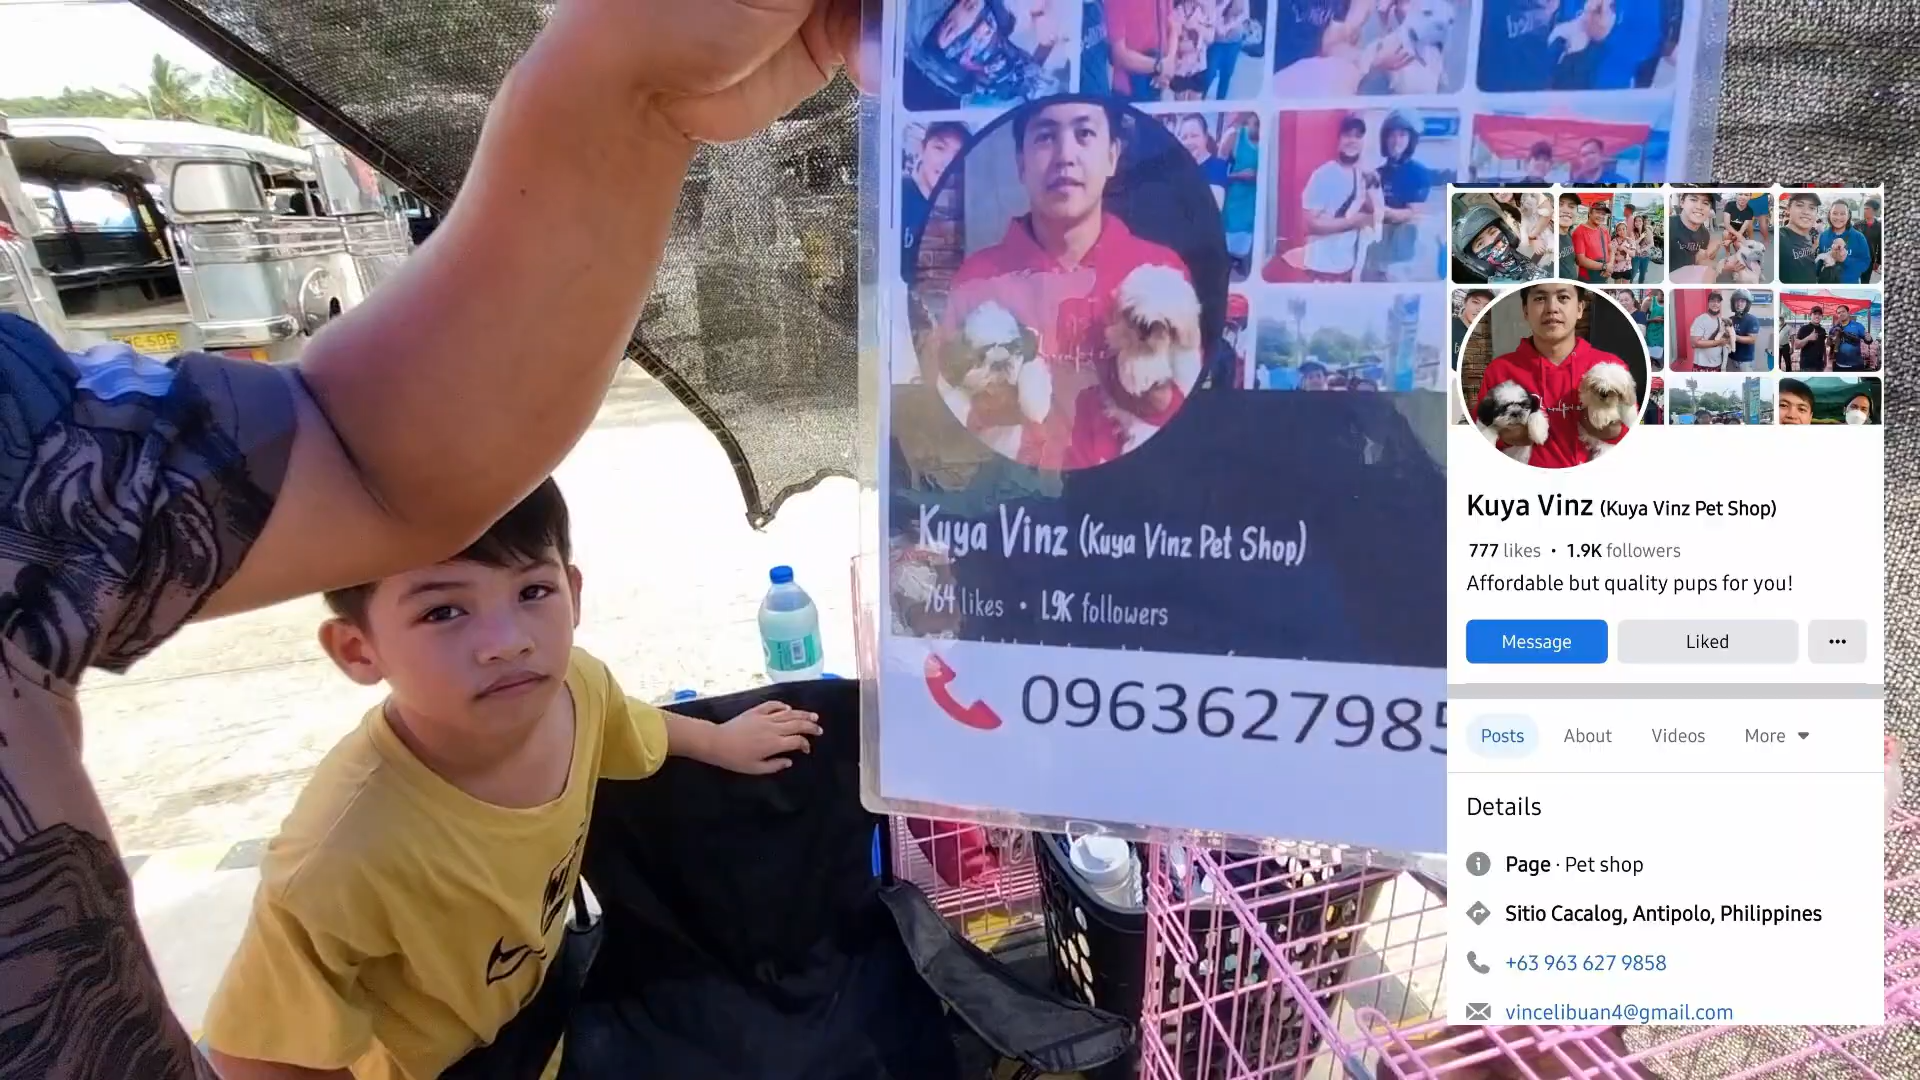 Kuya Vinz (Kuya Vinz Pet Shop)
764 likes • 1.9K followers
0963627985
Kuya Vinz (Kuya Vinz Pet Shop)
777 likes • 1.9K followers
Affordable but quality pups for you!
Message Liked •••
Posts About Videos More
Details
Page · Pet shop
Sitio Cacalog, Antipolo, Philippines
+63 963 627 9858
vincelibuan4@gmail.com